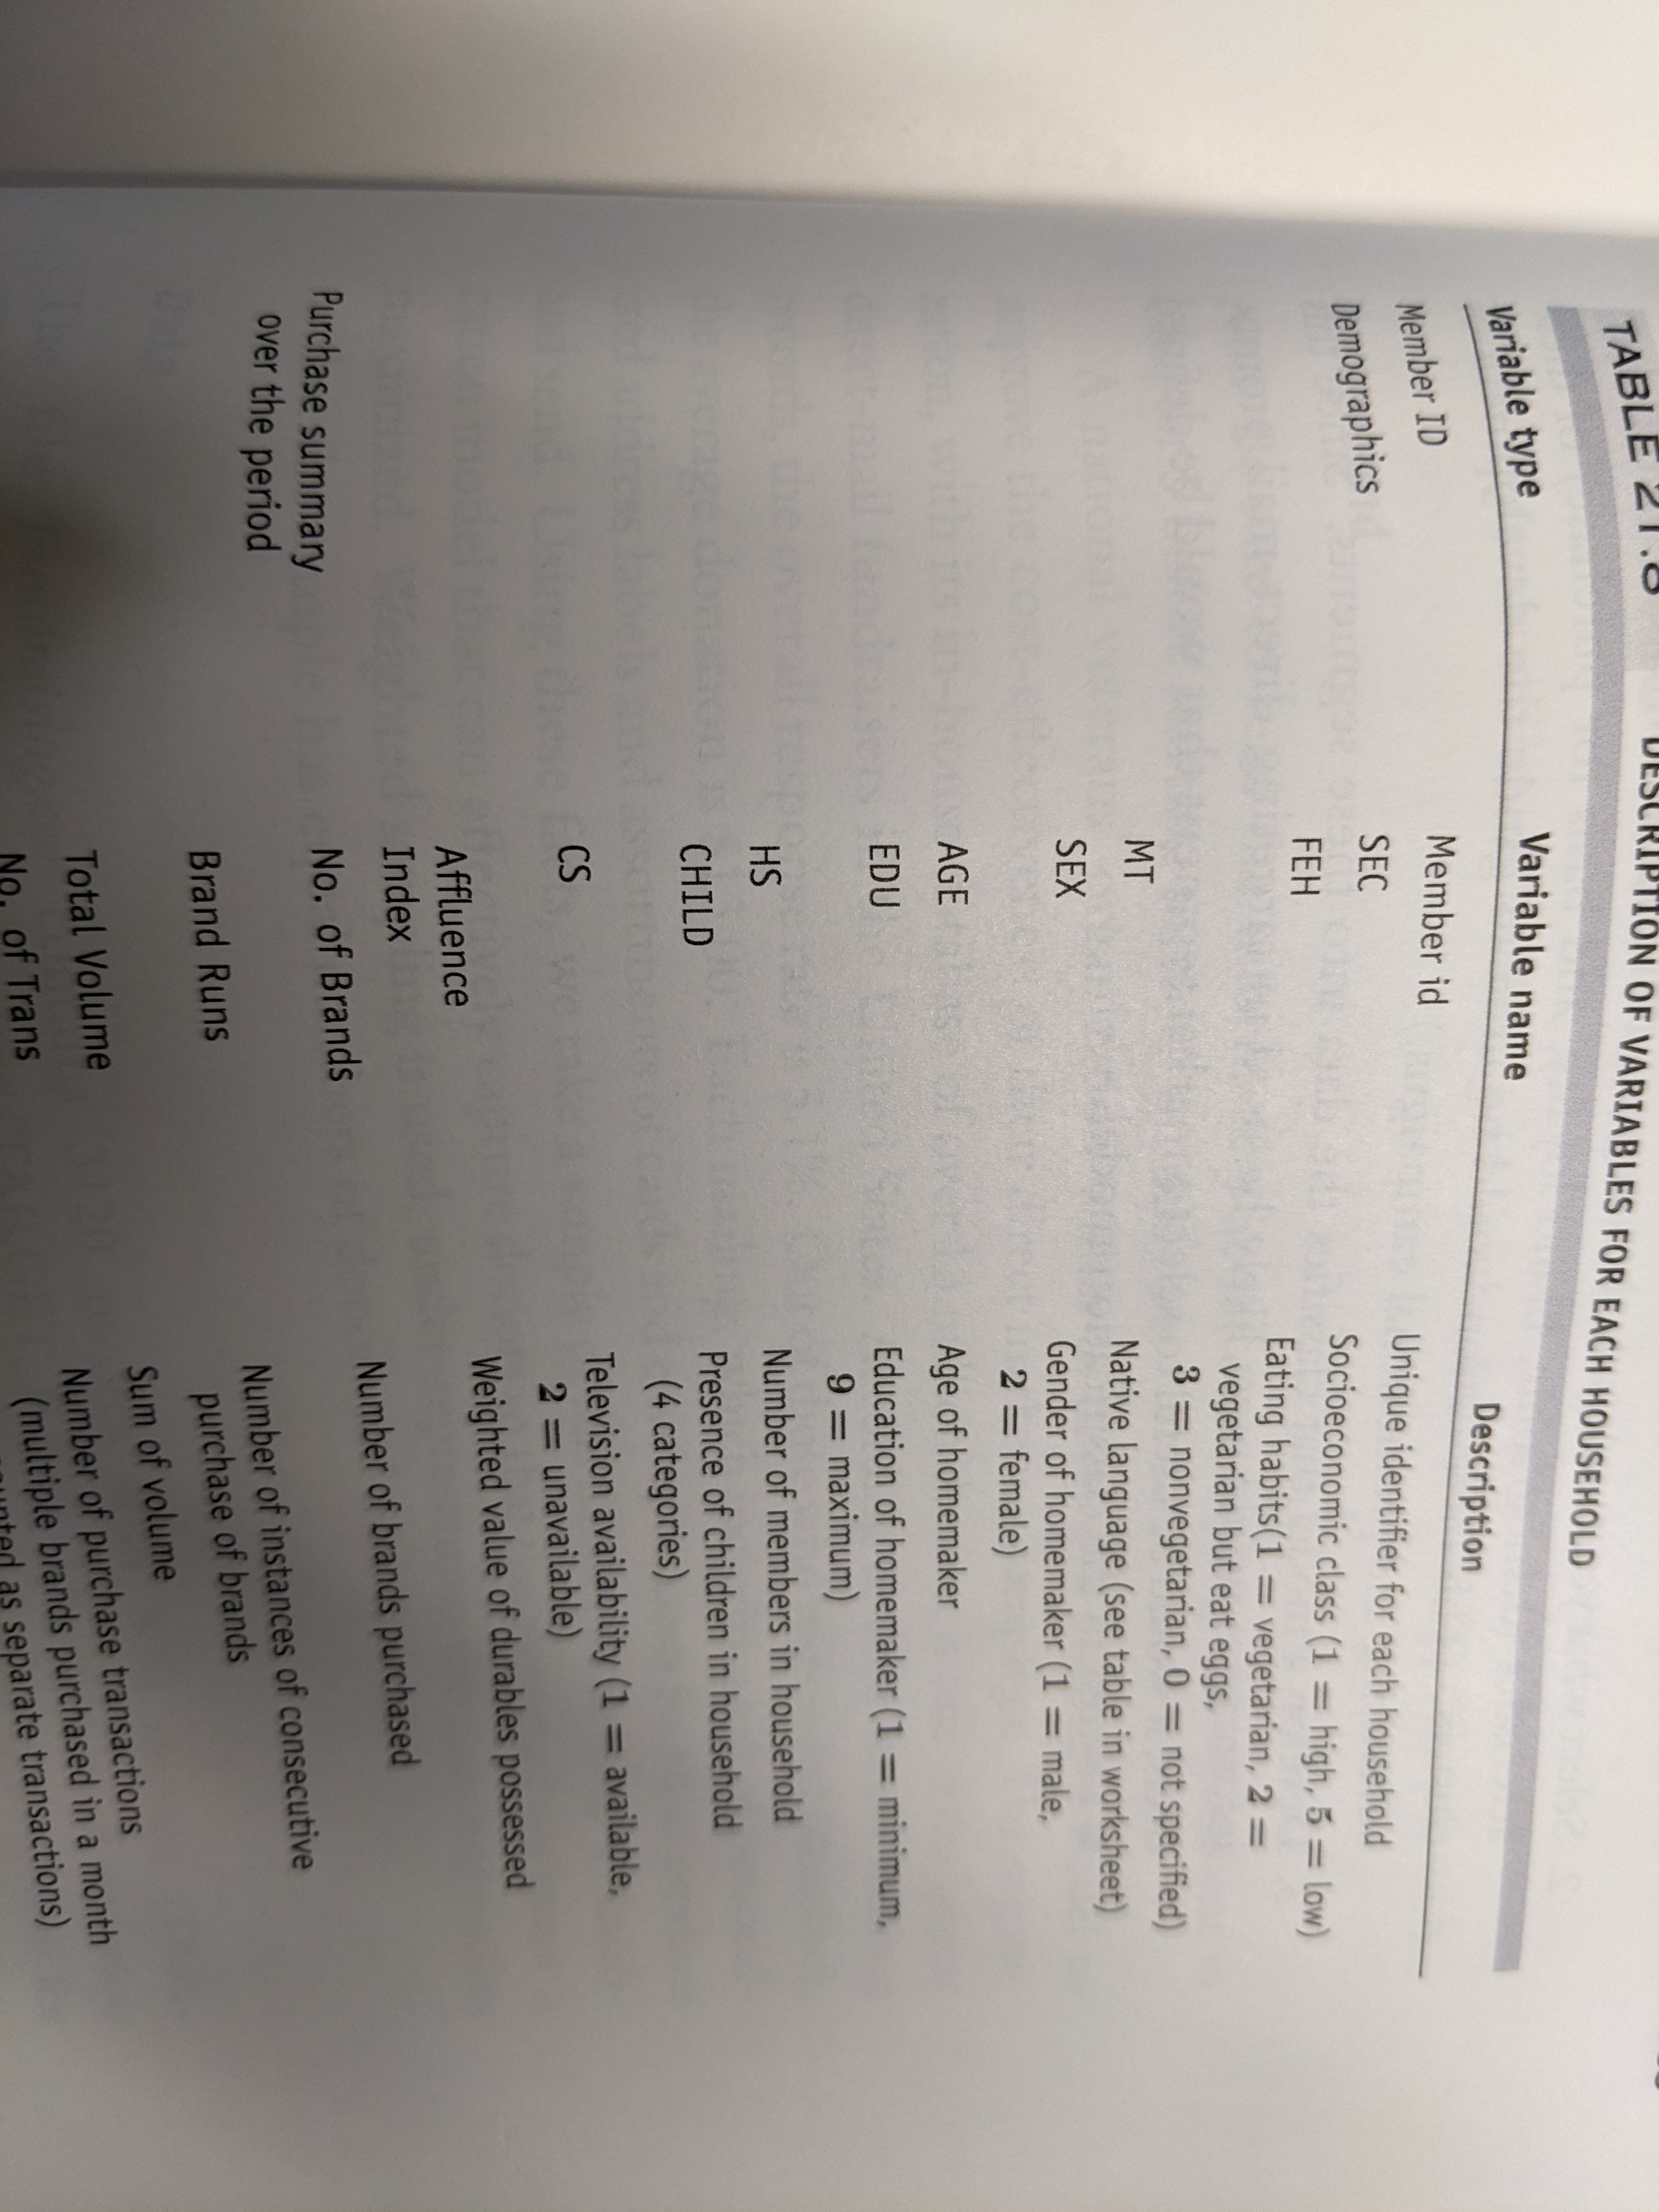 TABLE 21.8 DESCRIPTION OF VARIABLES FOR EACH HOUSEHOLD
Variable type Variable name Description
Member ID Member id Unique identifier for each household
Demographics SEC Socioeconomic class (1 = high, 5 = low)
FEH Eating habits(1 = vegetarian, 2 =
vegetarian but eat eggs,
3 = nonvegetarian, 0 = not specified)
MT Native language (see table in worksheet)
SEX Gender of homemaker (1 = male,
2 = female)
AGE Age of homemaker
EDU Education of homemaker (1 = minimum,
9 = maximum)
HS Number of members in household
CHILD Presence of children in household
(4 categories)
CS Television availability (1 = available,
2 = unavailable)
Affluence Weighted value of durables possessed
Index
Purchase summary No. of Brands Number of brands purchased
over the period
Brand Runs Number of instances of consecutive
purchase of brands
Total Volume Sum of volume
No. of Trans Number of purchase transactions
(multiple brands purchased in a month
as separate transactions)